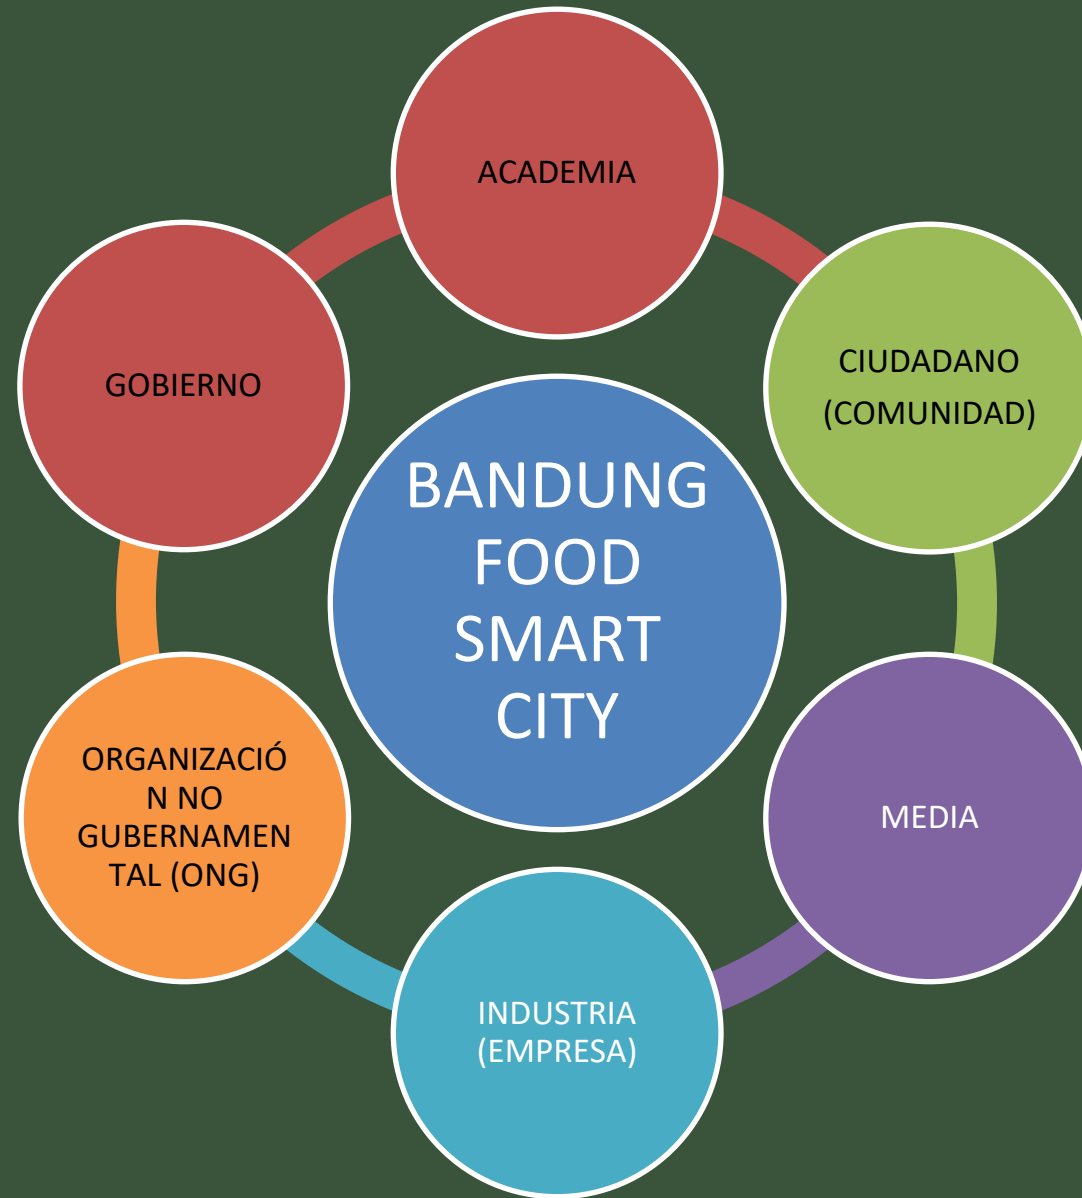 ACADEMIA
GOBIERNO
CIUDADANO
(COMUNIDAD)
BANDUNG
FOOD
SMART
CITY
ORGANIZACIÓ
N NO
GUBERNAMEN
TAL (ONG)
MEDIA
INDUSTRIA
(EMPRESA)